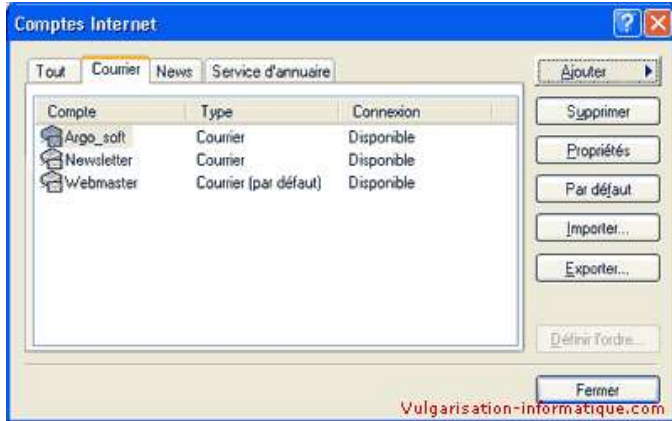 Comptes Internet
Tout Courrier News Service d'annuaire
Ajouter
Compte Type Connexion
Supprimer
Argo_soft Courrier Disponible
Newsletter Courrier Disponible
Propriétés
Webmaster Courrier (par défaut) Disponible
Par défaut
Importer...
Exporter...
Définir l'ordre...
Fermer
Vulgarisation-informatique.com